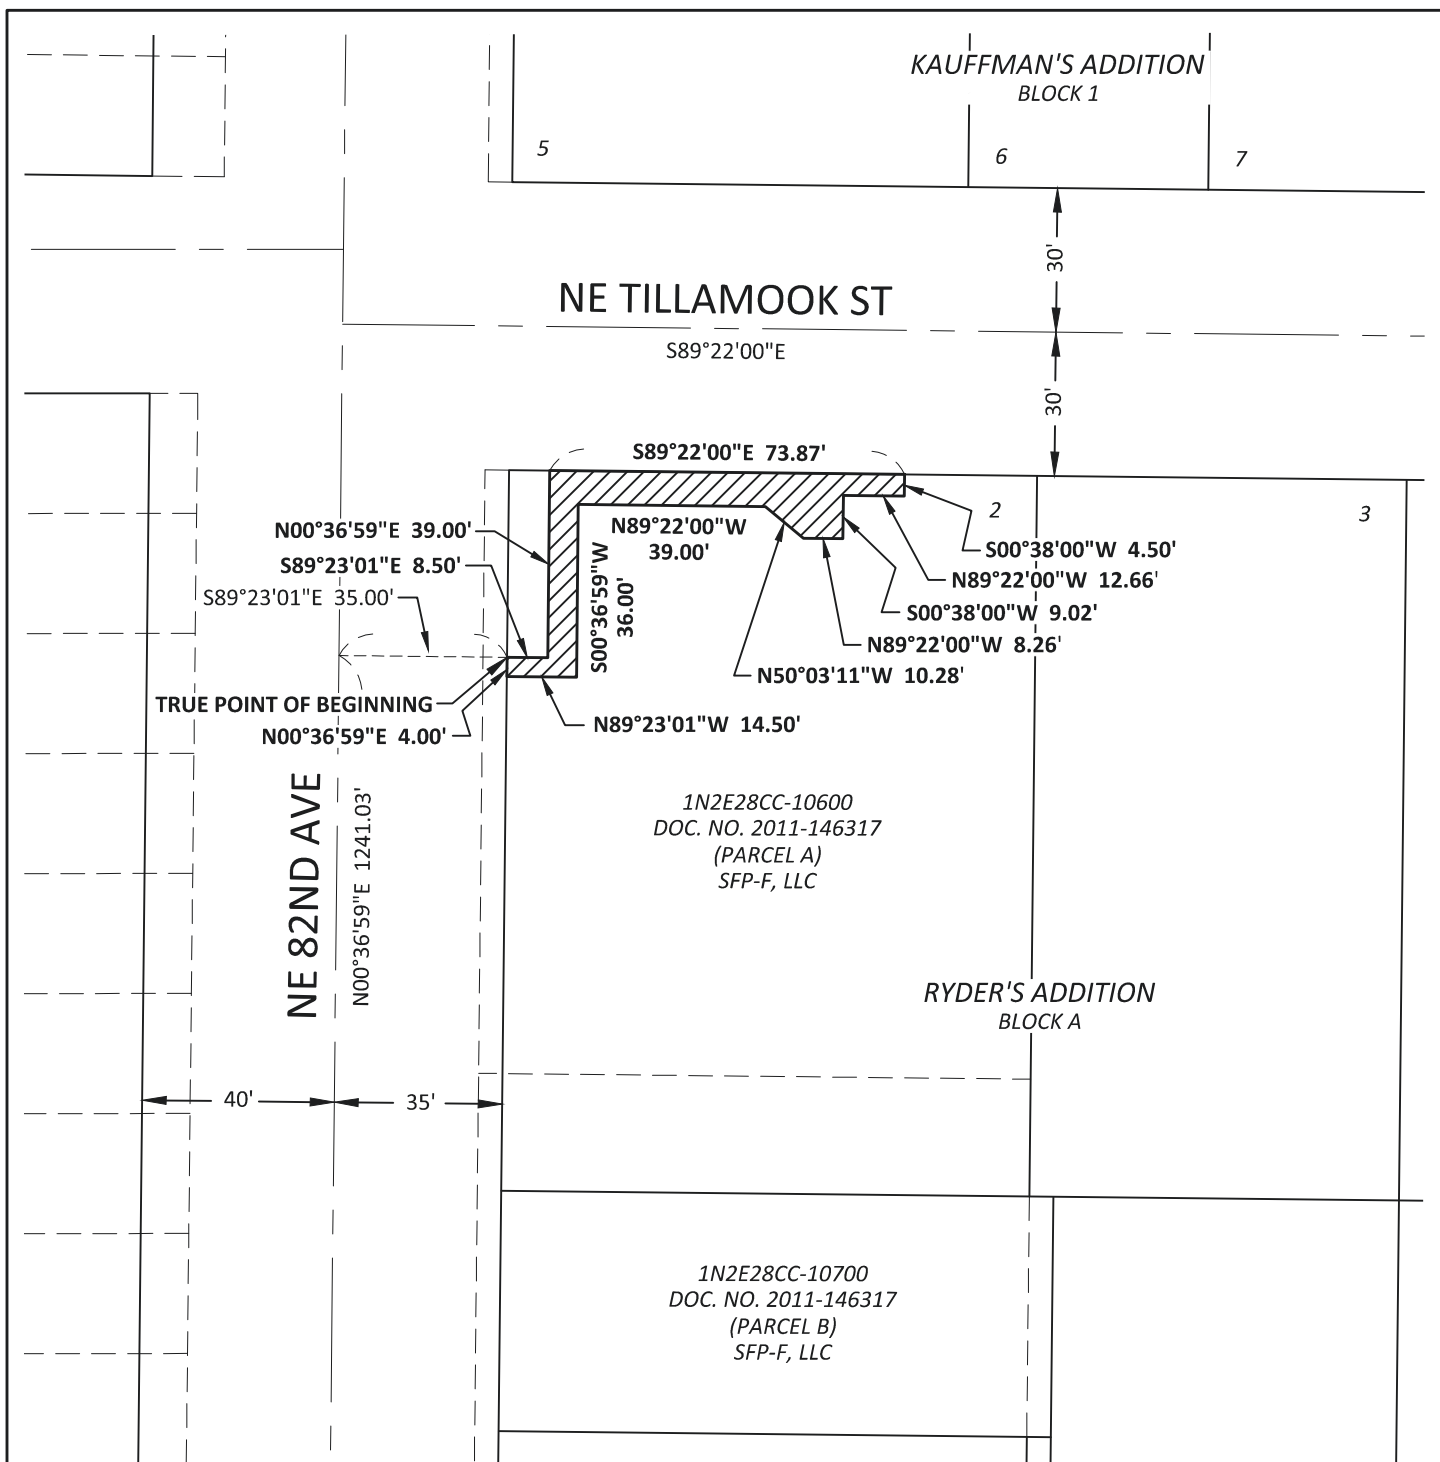 KAUFFMAN'S ADDITION
BLOCK 1
5
6
7
30'
NE TILLAMOOK ST
S89°22'00"E
30'
S89°22'00"E 73.87'
2
3
N00°36'59"E 39.00'
N89°22'00"W
39.00'
S89°23'01"E 8.50'
S00°36'59"W
36.00'
S00°38'00"W 4.50'
N89°22'00"W 12.66'
S89°23'01"E 35.00'
S00°38'00"W 9.02'
N89°22'00"W 8.26'
N50°03'11"W 10.28'
TRUE POINT OF BEGINNING
N00°36'59"E 4.00'
N89°23'01"W 14.50'
NE 82ND AVE
N00°36'59"E 1241.03'
1N2E28CC-10600
DOC. NO. 2011-146317
(PARCEL A)
SFP-F, LLC
RYDER'S ADDITION
BLOCK A
40'
35'
1N2E28CC-10700
DOC. NO. 2011-146317
(PARCEL B)
SFP-F, LLC